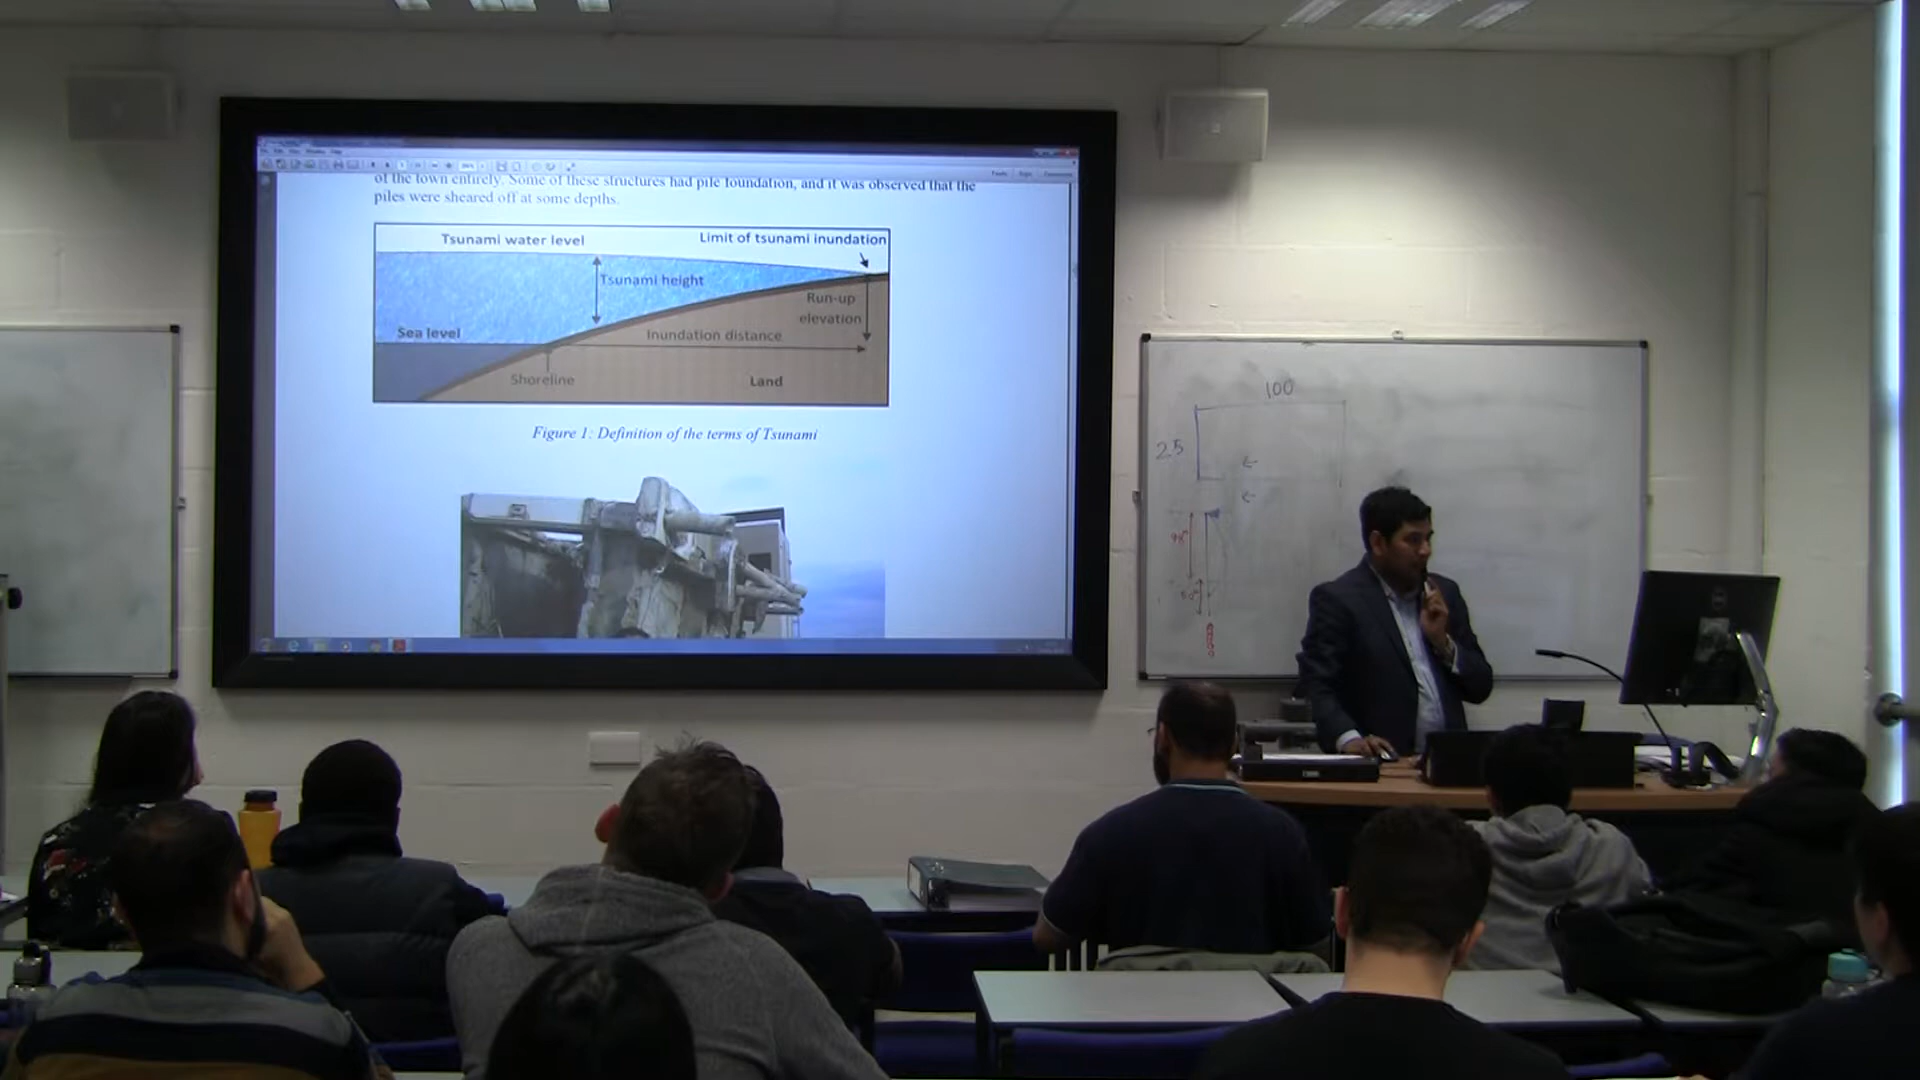 of the town entirely. Some of these structures had pile foundation, and it was observed that the
piles were sheared off at some depths.
Tsunami water level
Limit of tsunami inundation
Tsunami height
Run-up
elevation
Sea level
Inundation distance
Shoreline
Land
Figure 1: Definition of the terms of Tsunami
100
25